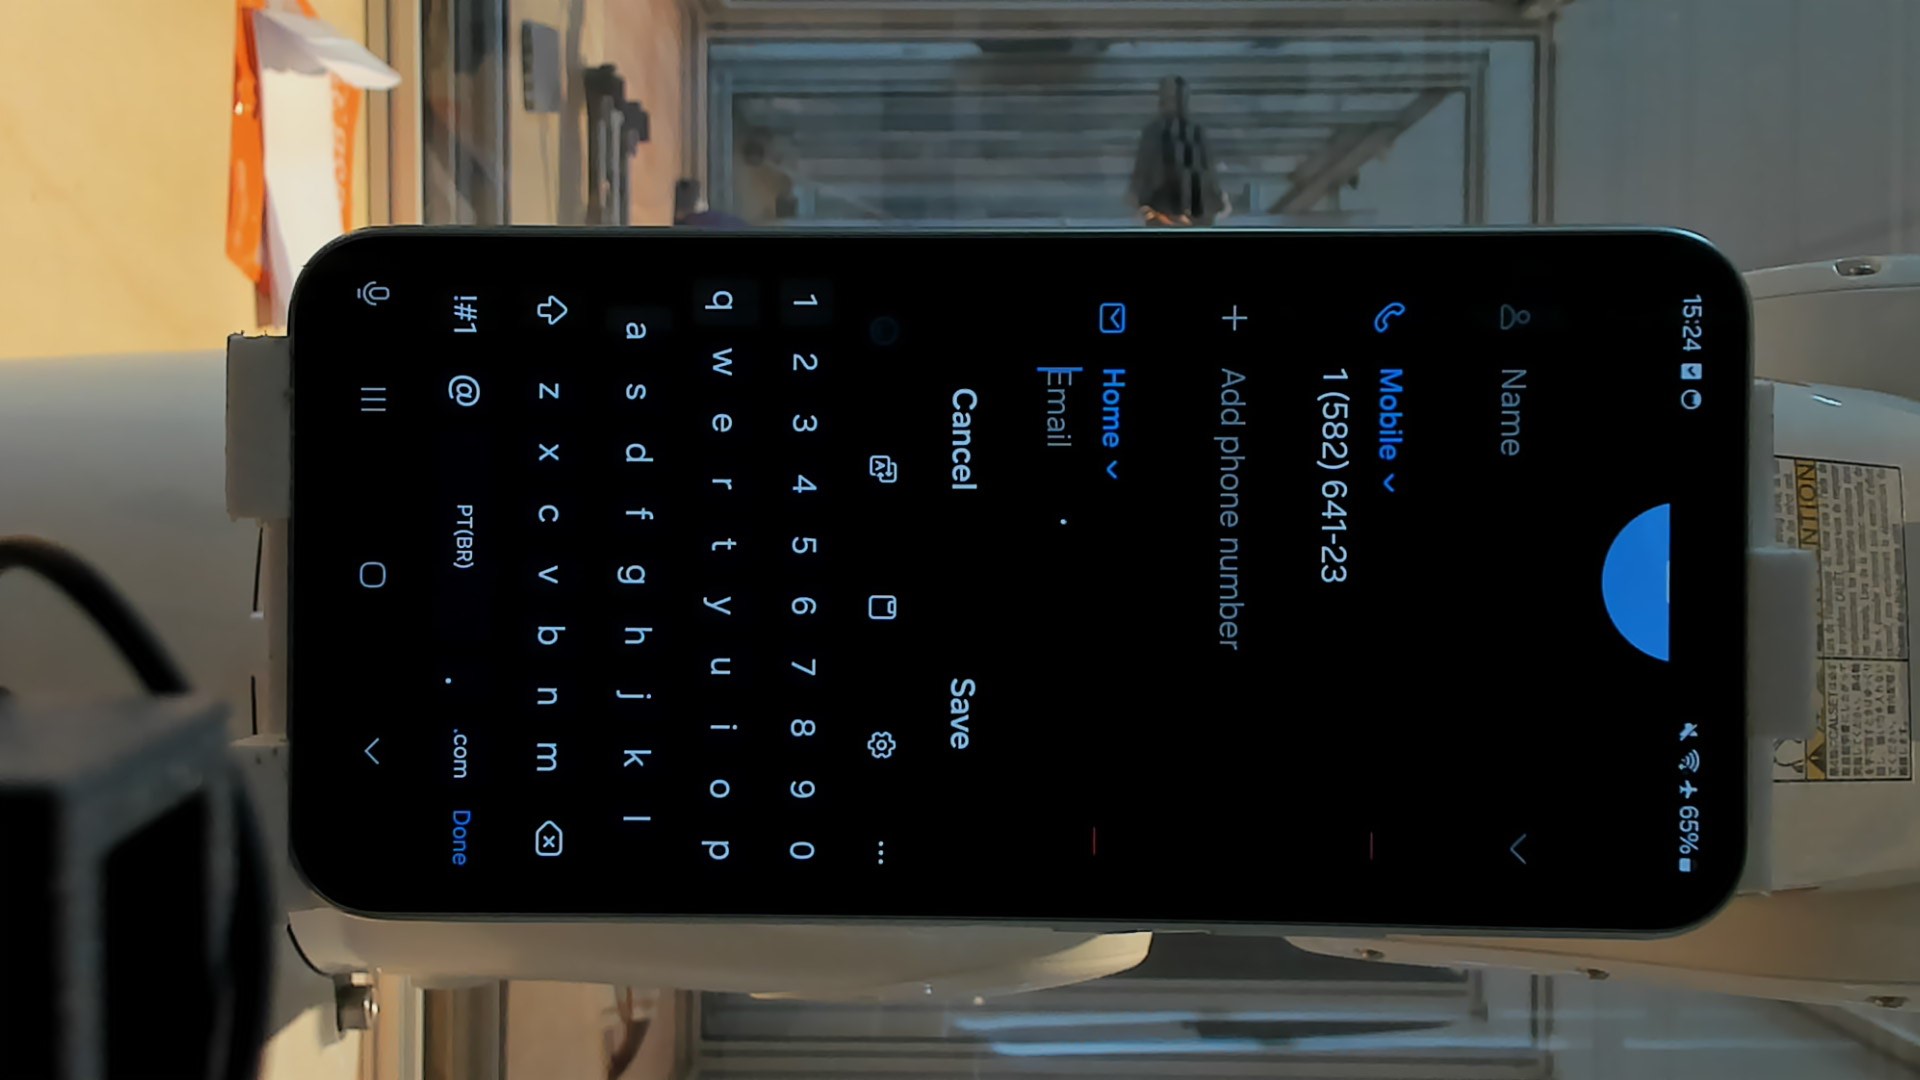 15:24 65%
Name
Mobile
1 (582) 641-23
Add phone number
Home
Email
Cancel Save
1 2 3 4 5 6 7 8 9 0
q w e r t y u i o p
a s d f g h j k l
z x c v b n m
!#1 @ PT(BR) . .com Done